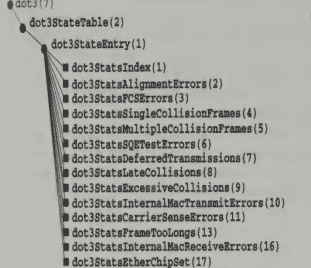 dot3(7)
dot3StateTable(2)
dot3StateEntry(1)
dot3StatsIndex(1)
dot3StatsAlignmentErrors(2)
dot3StatsFCSErrors(3)
dot3StatsSingleCollisionFrames(4)
dot3StatsMultipleCollisionFrames(5)
dot3StatsSQETestErrors(6)
dot3StatsDeferredTransmissions(7)
dot3StatsLateCollisions(8)
dot3StatsExcessiveCollisions(9)
dot3StatsInternalMacTransmitErrors(10)
dot3StatsCarrierSenseErrors(11)
dot3StatsFrameTooLongs(13)
dot3StatsInternalMacReceiveErrors(16)
dot3StatsEtherChipSet(17)